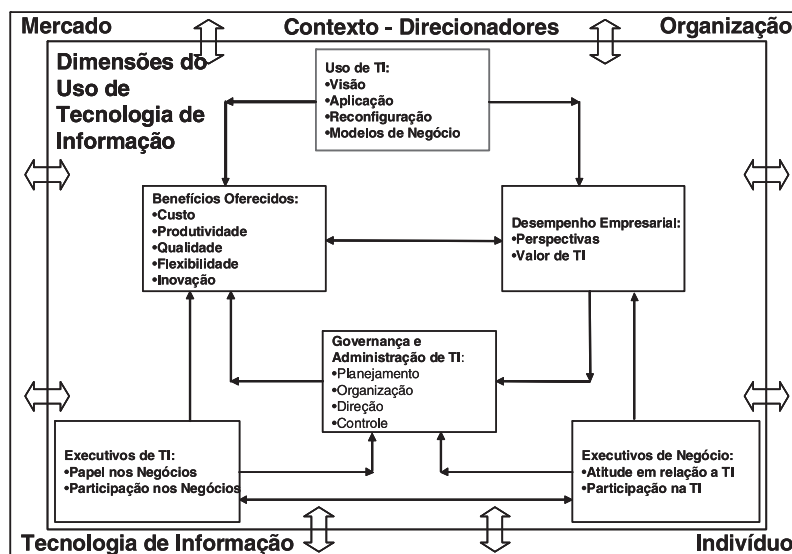 Mercado
Contexto - Direcionadores
Organização
Dimensões do
Uso de
Tecnologia de
Informação
Uso de TI:
•Visão
•Aplicação
•Reconfiguração
•Modelos de Negócio
Benefícios Oferecidos:
•Custo
•Produtividade
•Qualidade
•Flexibilidade
•Inovação
Desempenho Empresarial:
•Perspectivas
•Valor de TI
Governança e
Administração de TI:
•Planejamento
•Organização
•Direção
•Controle
Executivos de TI:
•Papel nos Negócios
•Participação nos Negócios
Executivos de Negócio:
•Atitude em relação a TI
•Participação na TI
Tecnologia de Informação
Indivíduo